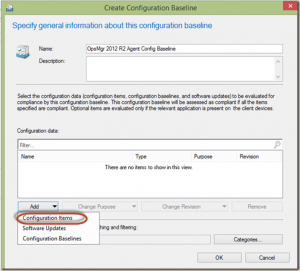 Create Configuration Baseline
Specify general information about this configuration baseline
Name:
OpsMgr 2012 R2 Agent Config Baseline
Description:
Select the configuration data (configuration items, configuration baselines, and software updates) to be evaluated for
compliance by this configuration baseline. This configuration baseline will be assessed as compliant if all the items
specified are compliant. Optional items are evaluated only if the relevant application is present on the client devices.
Configuration data:
Filter...
Name Type Purpose Revision
There are no items to show in this view.
Add Change Purpose Change Revision Remove
Configuration Items
Software Updates
Configuration Baselines
and filtering
Categories...
OK Cancel